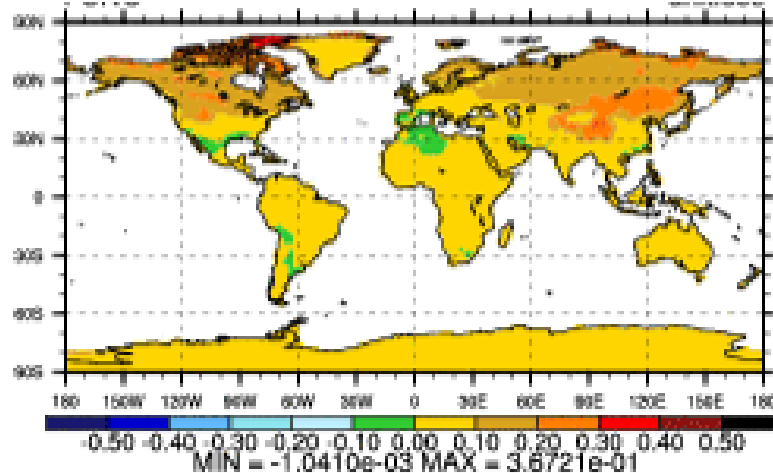 90N
60N
30N
0
30S
60S
90S
180 150W 120W 90W 60W 30W 0 30E 60E 90E 120E 150E 180
-0.50 -0.40 -0.30 -0.20 -0.10 0.00 0.10 0.20 0.30 0.40 0.50
MIN = -1.0410e-03 MAX = 3.6721e-01